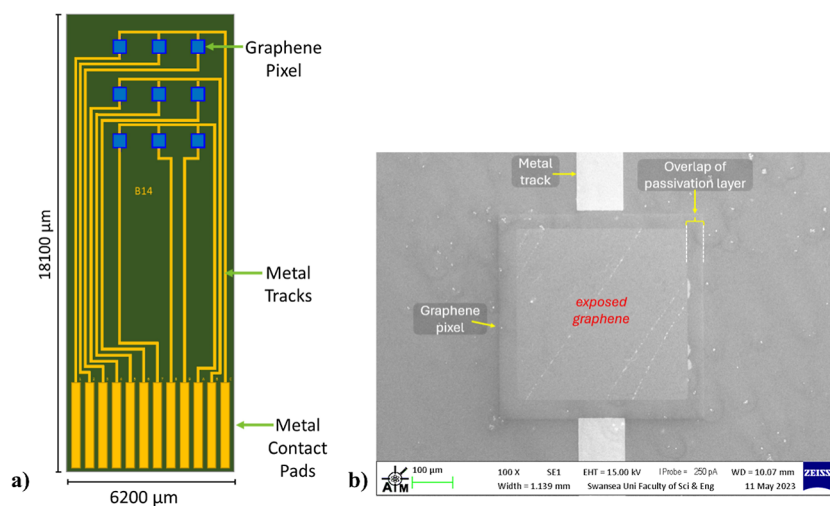 Graphene
Pixel
B14
18100 µm
Metal
Tracks
Metal
Contact
Pads
a)
6200 µm
Metal
track
Overlap of
passivation layer
exposed
graphene
Graphene
pixel
b)
ATM
100 µm
100 X SE1 EHT = 15.00 kV I Probe = 250 pA WD = 10.07 mm
Width = 1.139 mm Swansea Uni Faculty of Sci & Eng 11 May 2023
ZEISS